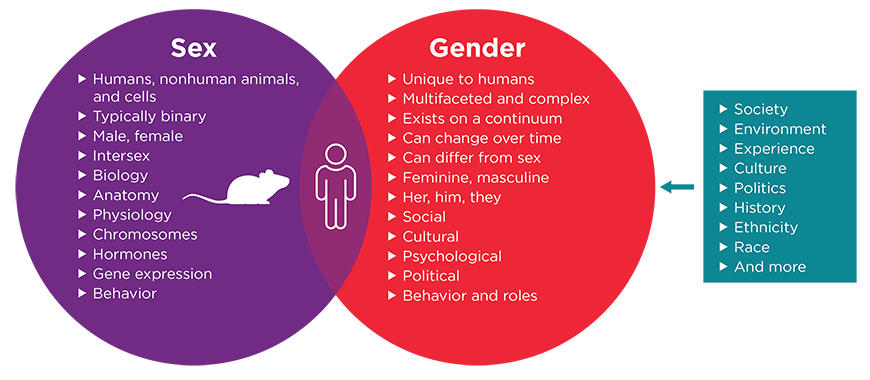 Sex
Humans, nonhuman animals,
and cells
Typically binary
Male, female
Intersex
Biology
Anatomy
Physiology
Chromosomes
Hormones
Gene expression
Behavior
Gender
Unique to humans
Multifaceted and complex
Exists on a continuum
Can change over time
Can differ from sex
Feminine, masculine
Her, him, they
Social
Cultural
Psychological
Political
Behavior and roles
Society
Environment
Experience
Culture
Politics
History
Ethnicity
Race
And more